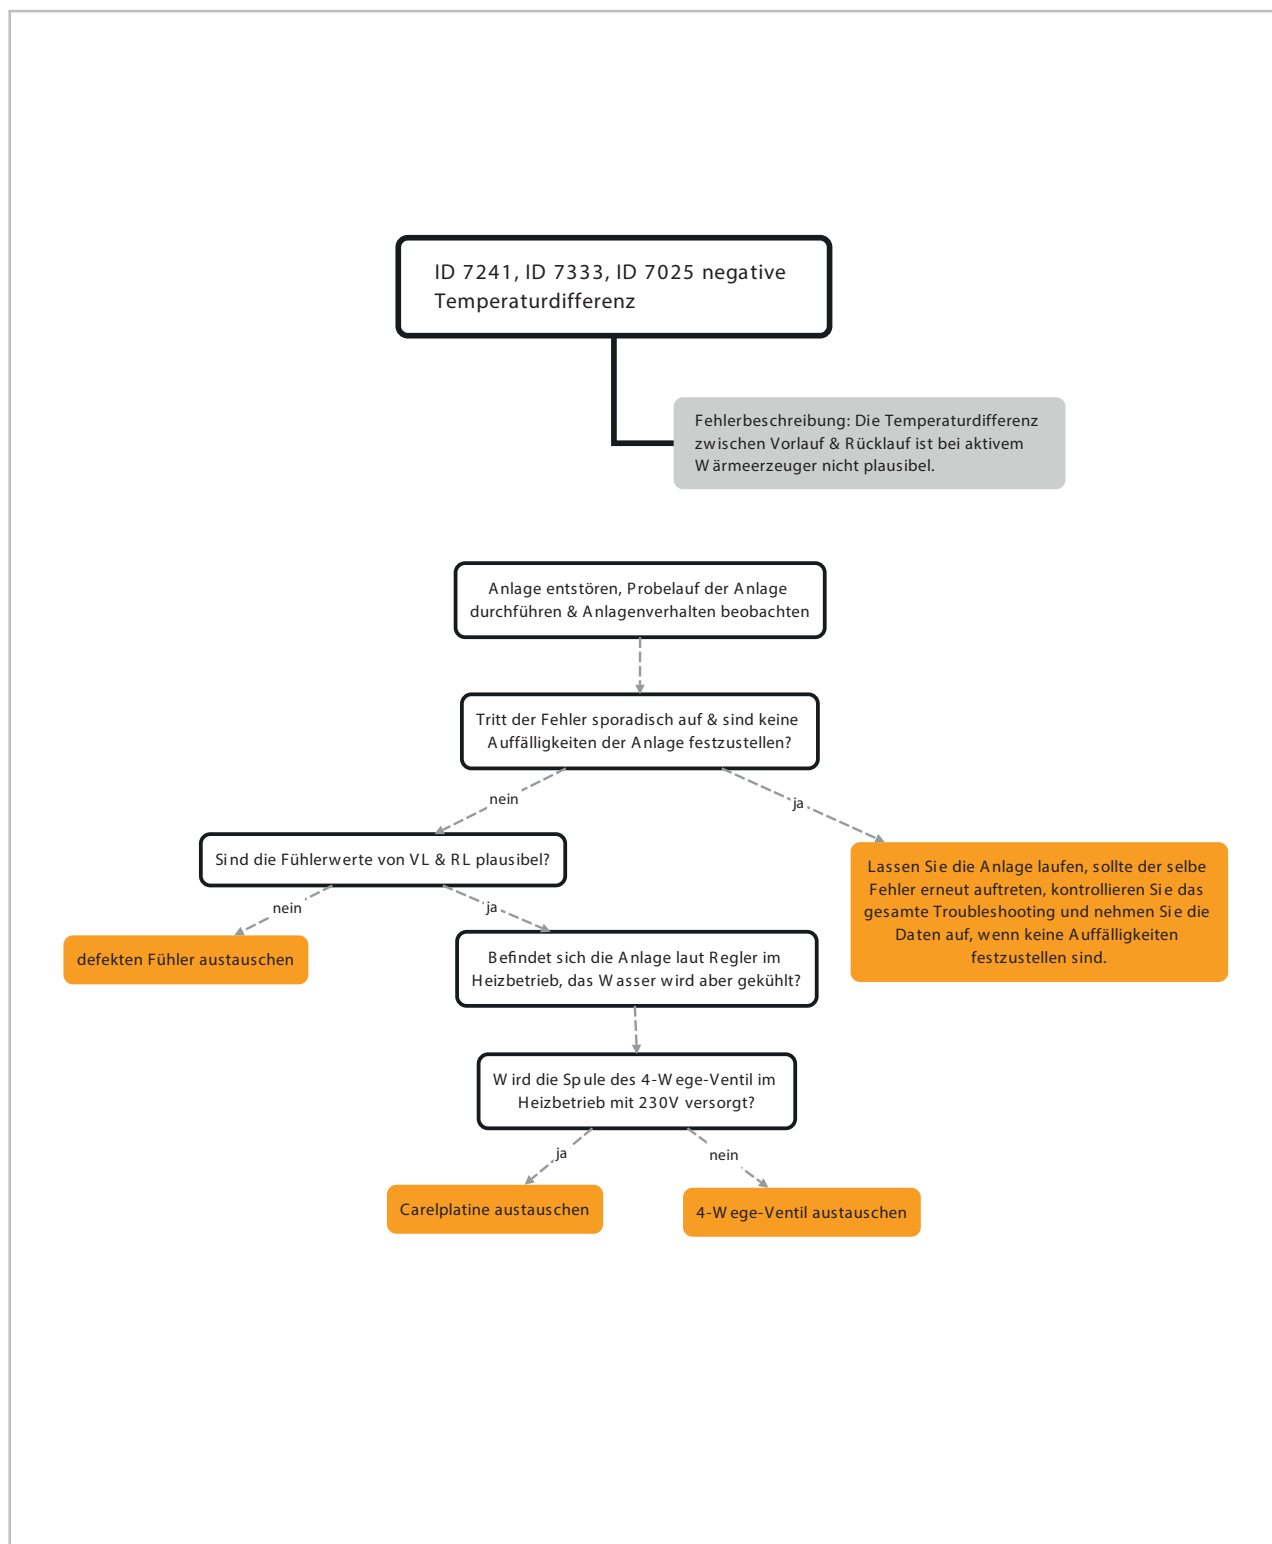 ID 7241, ID 7333, ID 7025 negative
Temperaturdifferenz
Fehlerbeschreibung: Die Temperaturdifferenz
zwischen Vorlauf & Rücklauf ist bei aktivem
Wärmeerzeuger nicht plausibel.
Anlage entstören, Probelauf der Anlage
durchführen & Anlagenverhalten beobachten
Tritt der Fehler sporadisch auf & sind keine
Auffälligkeiten der Anlage festzustellen?
nein
ja
Sind die Fühlerwerte von VL & RL plausibel?
Lassen Sie die Anlage laufen, sollte der selbe
Fehler erneut auftreten, kontrollieren Sie das
gesamte Troubleshooting und nehmen Sie die
Daten auf, wenn keine Auffälligkeiten
festzustellen sind.
nein
ja
defekten Fühler austauschen
Befindet sich die Anlage laut Regler im
Heizbetrieb, das Wasser wird aber gekühlt?
Wird die Spule des 4-Wege-Ventil im
Heizbetrieb mit 230V versorgt?
ja
nein
Carelplatine austauschen
4-Wege-Ventil austauschen